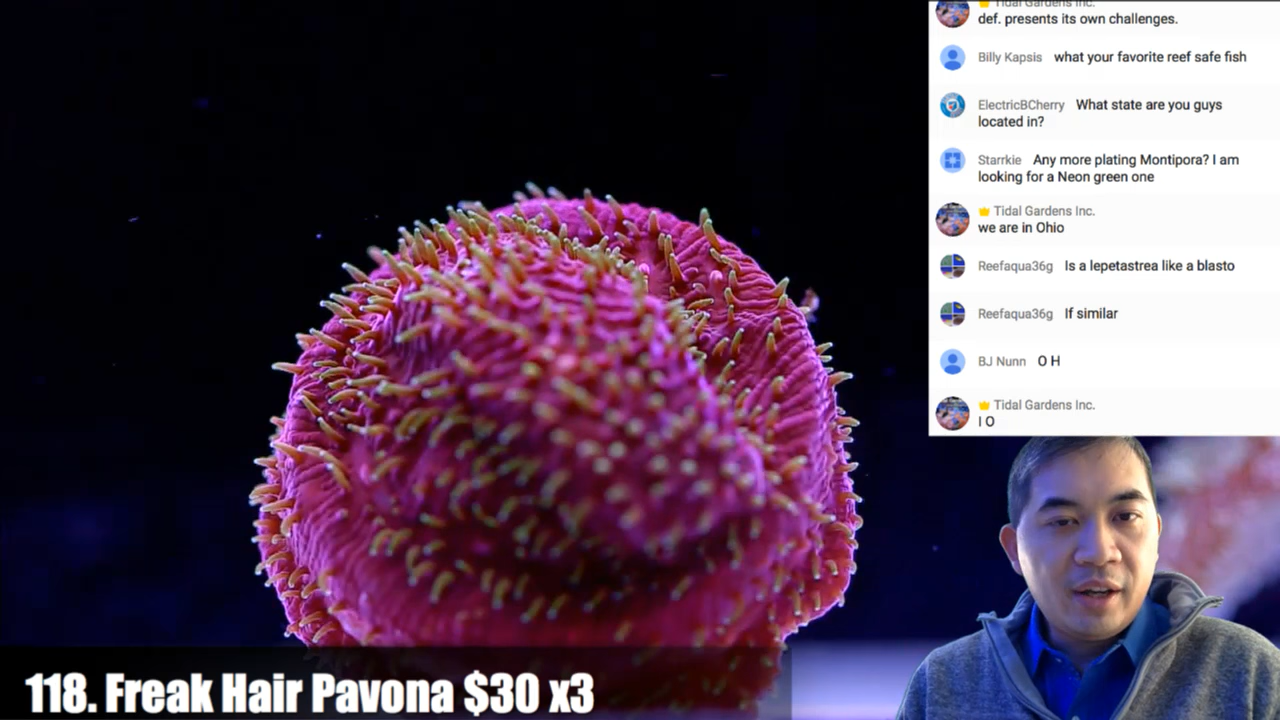 Tidal Gardens Inc.
def. presents its own challenges.
Billy Kapsis what your favorite reef safe fish
ElectricBCherry What state are you guys
located in?
Starrkie Any more plating Montipora? I am
looking for a Neon green one
Tidal Gardens Inc.
we are in Ohio
Reefaqua36g Is a lepetastrea like a blasto
Reefaqua36g If similar
BJ Nunn O H
Tidal Gardens Inc.
I O
118. Freak Hair Pavona $30 x3